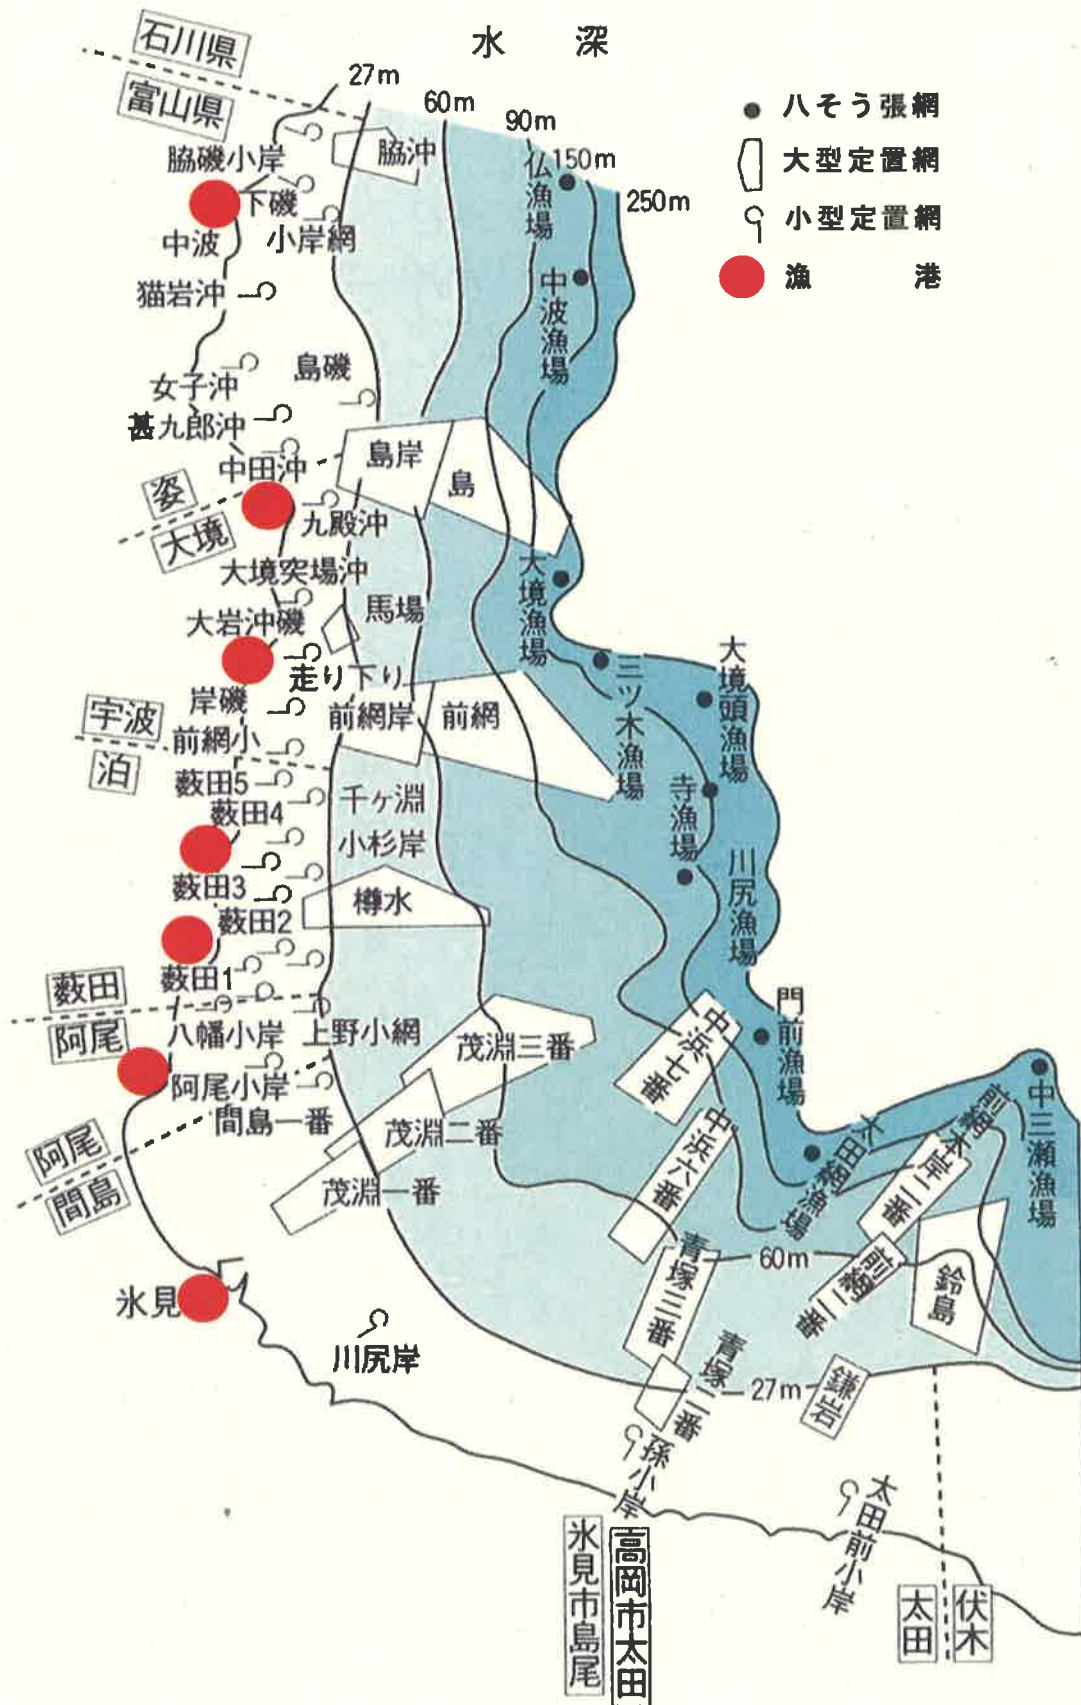 水 深
石川県
富山県
27m
60m
90m
150m
250m
八そう張網
大型定置網
小型定置網
漁 港
脇沖
仏漁場
脇磯小岸
下磯
中波
小岸網
猫岩沖
中波漁場
島磯
女子沖
甚九郎沖
中田沖
島岸
島
姿
大境
九殿沖
大境突場沖
大境漁場
馬場
大岩沖磯
走り下り
三ツ木漁場
大境頭漁場
岸磯
前網岸
前網
宇波
泊
前網小
藪田5
千ヶ淵
寺漁場
藪田4
小杉岸
川尻漁場
藪田3
樽水
藪田2
藪田1
藪田
阿尾
八幡小岸
上野小網
茂淵三番
中浜七番
門前漁場
阿尾小岸
間島一番
茂淵二番
中浜六番
太田網漁場
前網本岸二番
中三瀬漁場
阿尾
間島
茂淵一番
60m
前網二番
鈴島
青塚三番
氷見
川尻岸
青塚二番
27m
鎌岩
孫小岸
太田前小岸
氷見市島尾
高岡市太田
太田
伏木